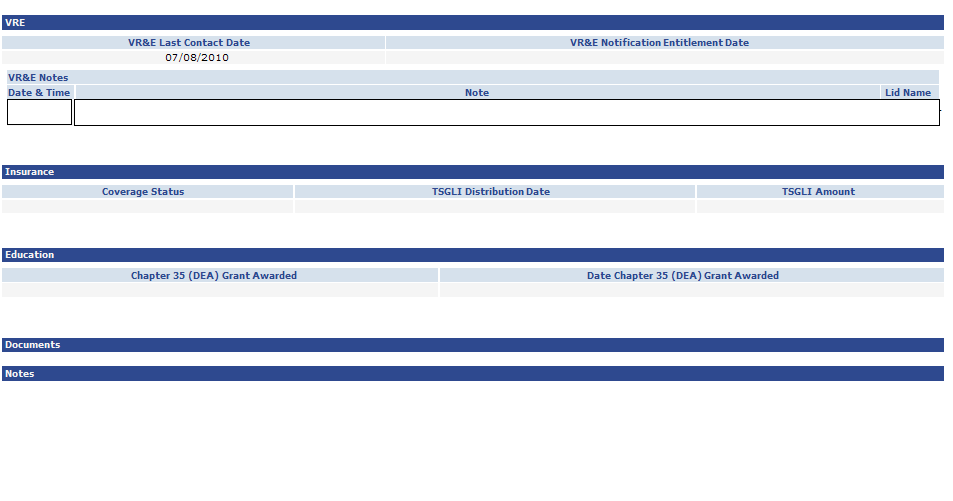 VRE
VR&E Last Contact Date VR&E Notification Entitlement Date
07/08/2010
VR&E Notes
Date & Time Note Lid Name
Insurance
Coverage Status TSGLI Distribution Date TSGLI Amount
Education
Chapter 35 (DEA) Grant Awarded Date Chapter 35 (DEA) Grant Awarded
Documents
Notes